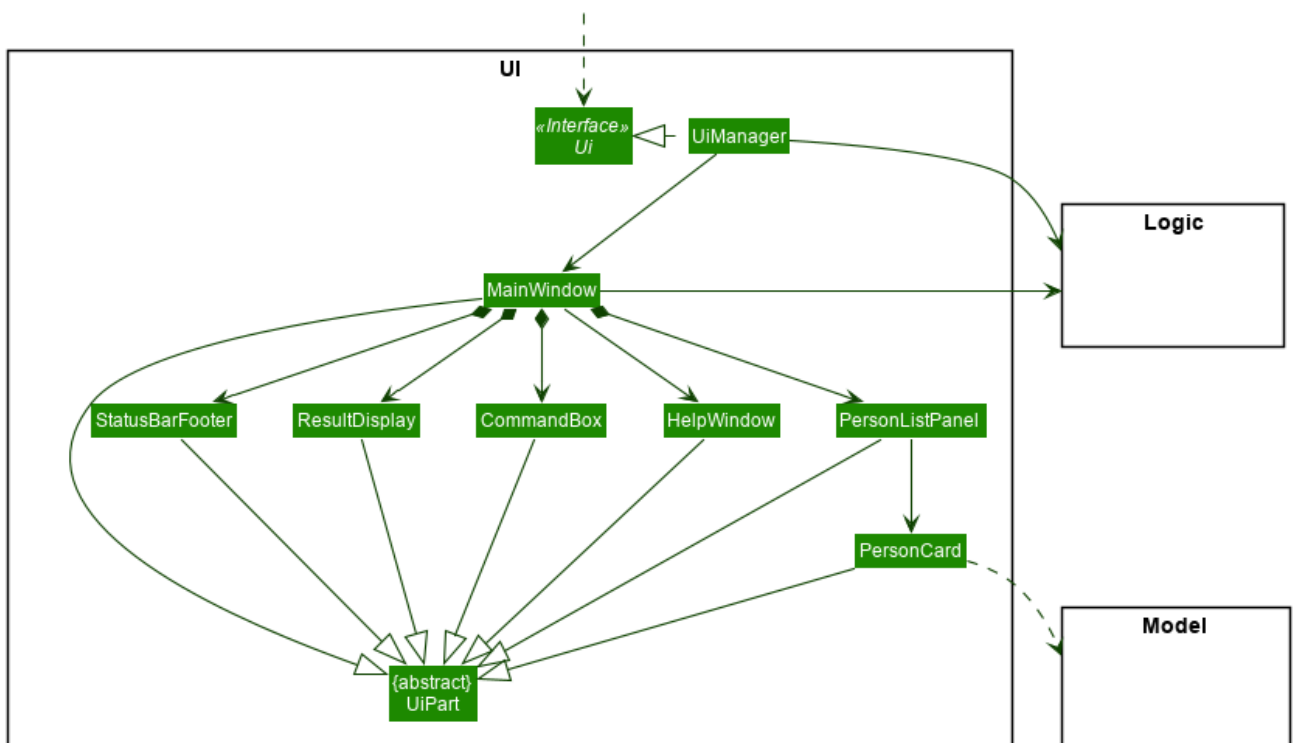 UI
«Interface»
Ui
UiManager
Logic
MainWindow
StatusBarFooter
ResultDisplay
CommandBox
HelpWindow
PersonListPanel
PersonCard
Model
{abstract}
UiPart